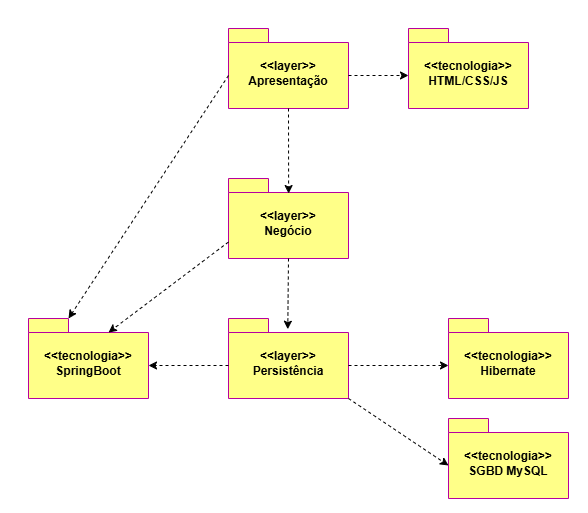 <<layer>>
Apresentação
<<tecnologia>>
HTML/CSS/JS
<<layer>>
Negócio
<<tecnologia>>
SpringBoot
<<layer>>
Persistência
<<tecnologia>>
Hibernate
<<tecnologia>>
SGBD MySQL